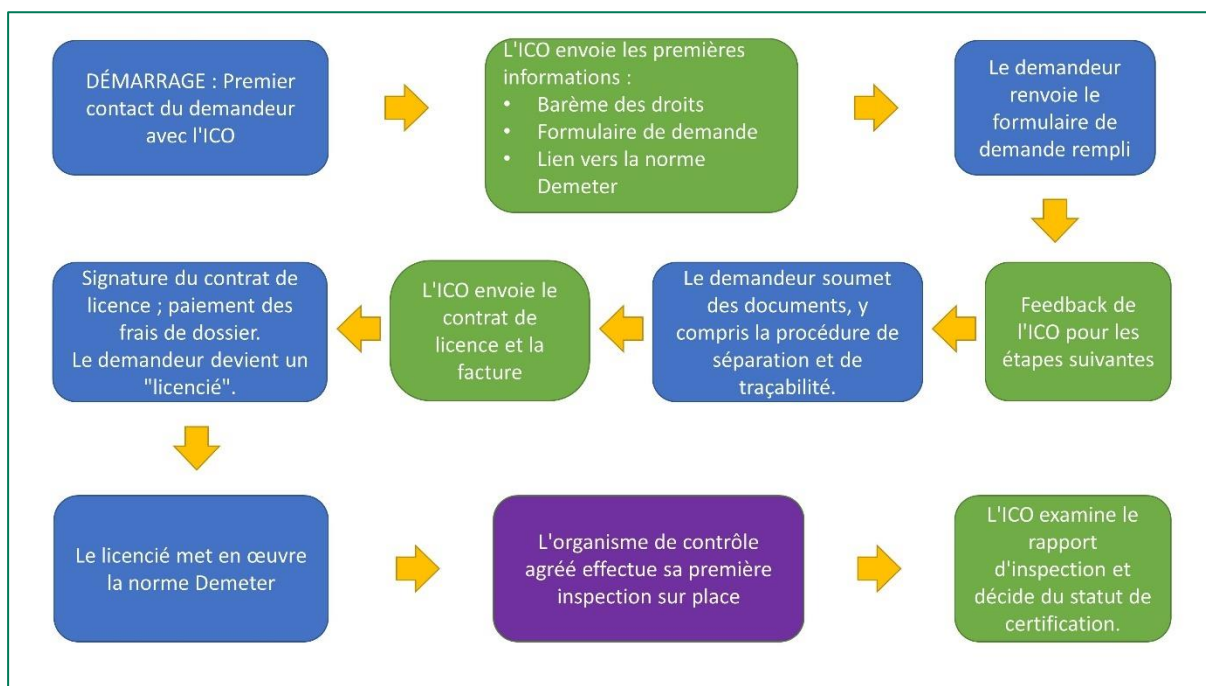 DÉMARRAGE : Premier
contact du demandeur
avec l'ICO
L'ICO envoie les premières
informations :
• Barème des droits
• Formulaire de demande
• Lien vers la norme
Demeter
Le demandeur
renvoie le
formulaire de
demande rempli
Feedback de
l'ICO pour les
étapes suivantes
Le demandeur soumet
des documents, y
compris la procédure de
séparation et de
traçabilité.
L'ICO envoie le
contrat de
licence et la
facture
Signature du contrat de
licence ; paiement des
frais de dossier.
Le demandeur devient un
"licencié".
Le licencié met en œuvre
la norme Demeter
L'organisme de contrôle
agréé effectue sa première
inspection sur place
L'ICO examine le
rapport
d'inspection et
décide du statut de
certification.